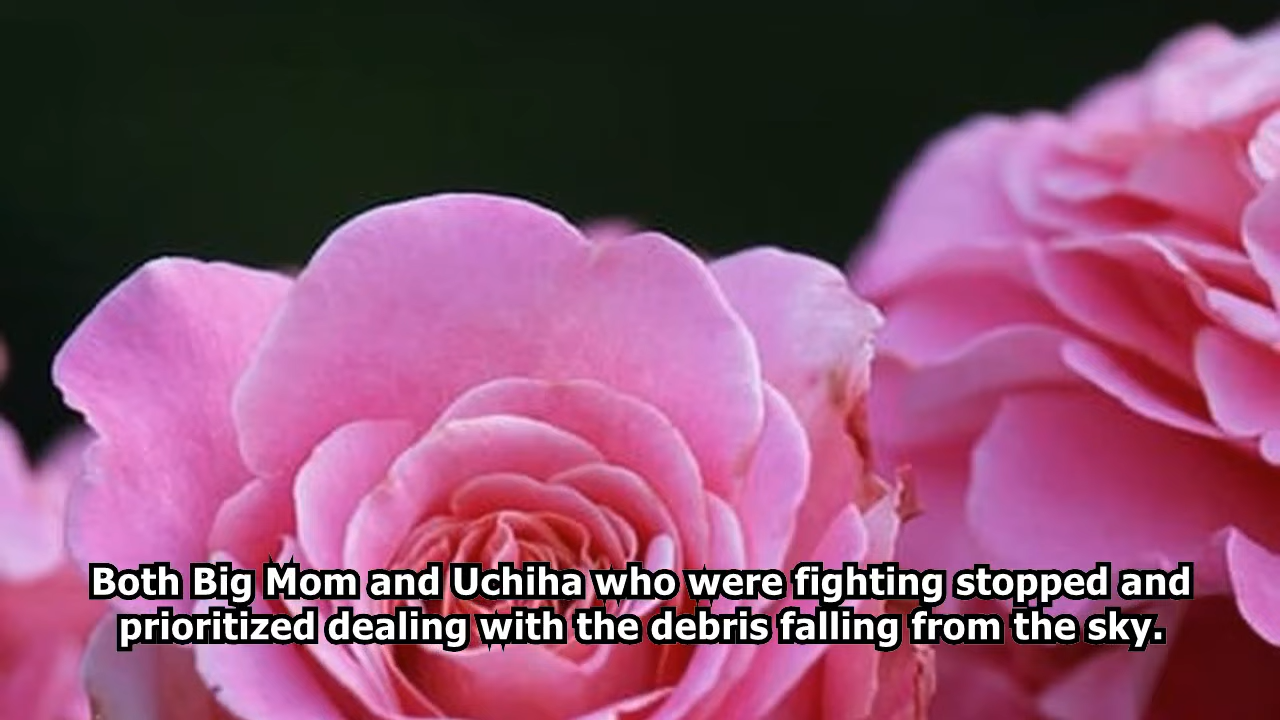 Both Big Mom and Uchiha who were fighting stopped and
prioritized dealing with the debris falling from the sky.